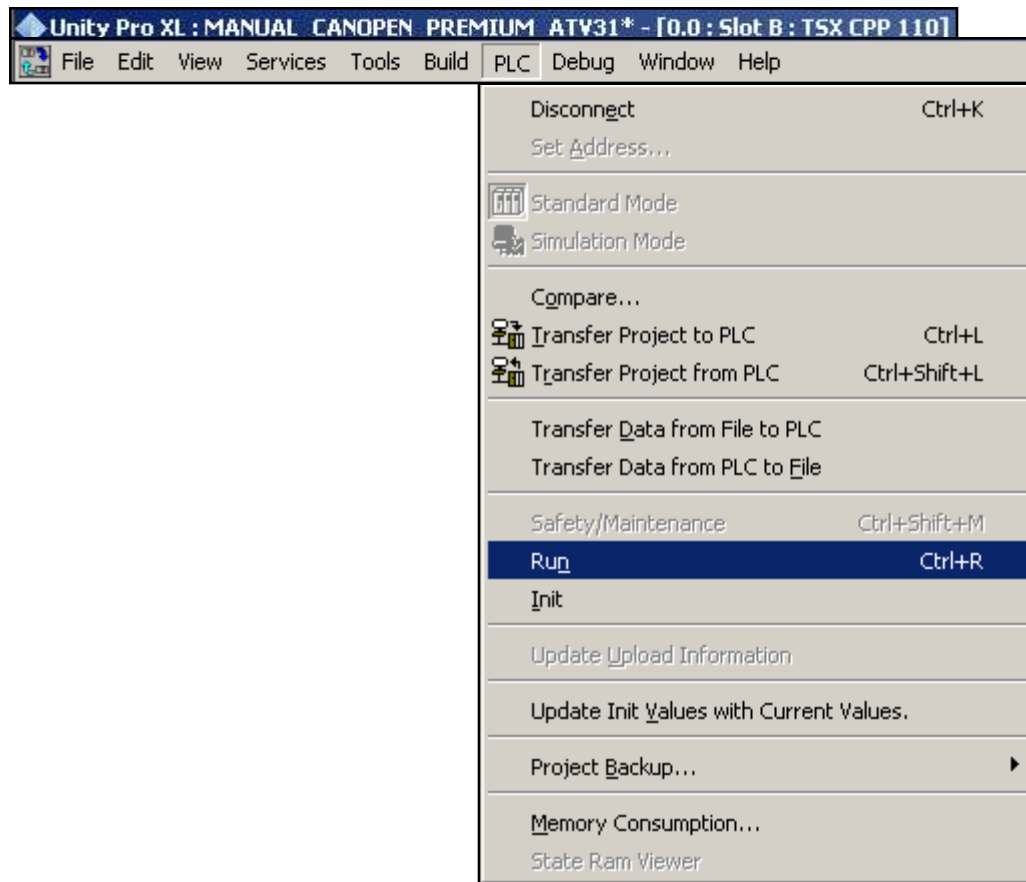 Unity Pro XL : MANUAL CANOPEN PREMIUM ATV31* - [0.0 : Slot B : TSX CPP 110]
File Edit View Services Tools Build PLC Debug Window Help
Disconnect Ctrl+K
Set Address...
Standard Mode
Simulation Mode
Compare...
Transfer Project to PLC Ctrl+L
Transfer Project from PLC Ctrl+Shift+L
Transfer Data from File to PLC
Transfer Data from PLC to File
Safety/Maintenance Ctrl+Shift+M
Run Ctrl+R
Init
Update Upload Information
Update Init Values with Current Values.
Project Backup...
Memory Consumption...
State Ram Viewer